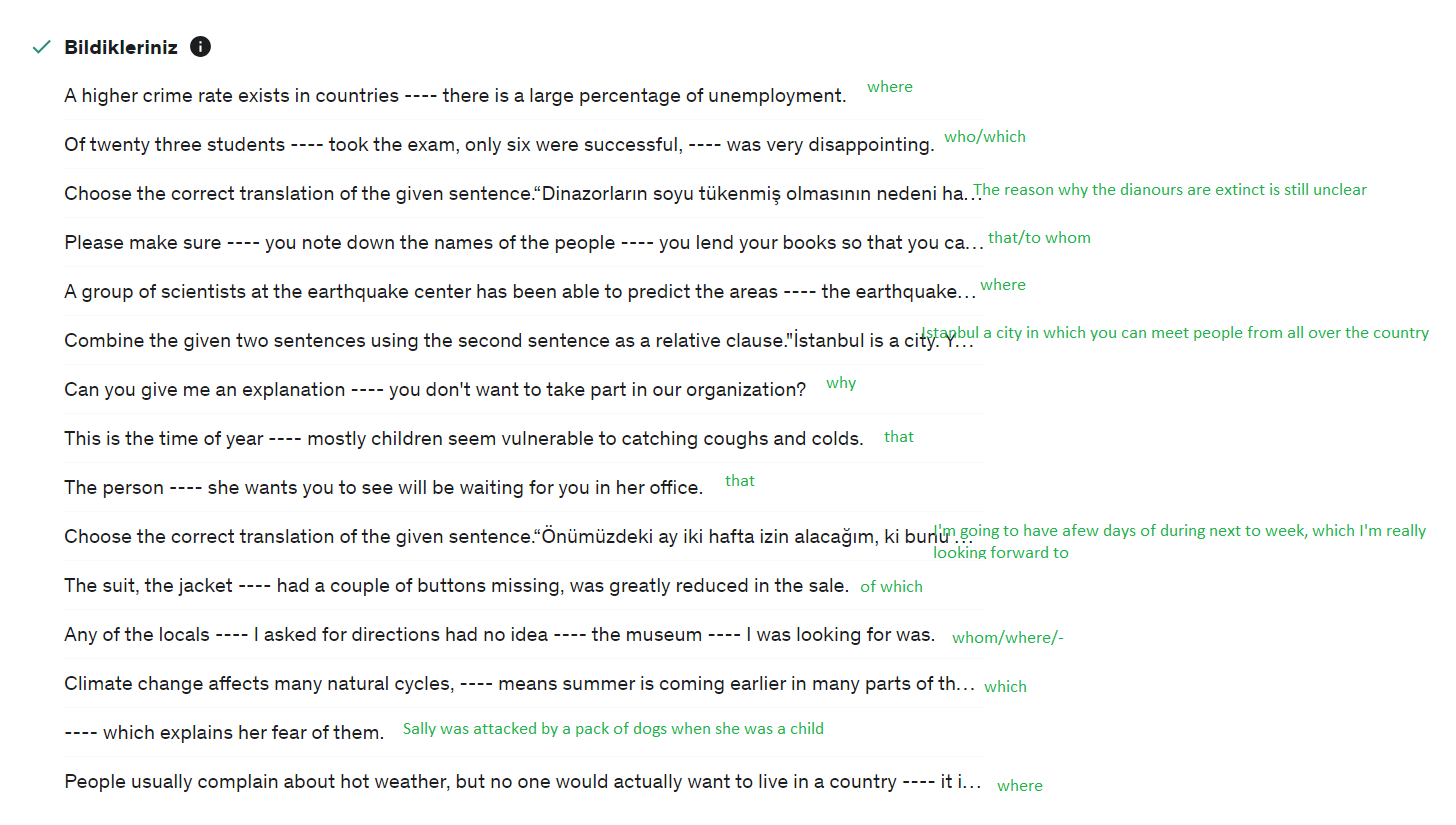 Bildikleriniz
A higher crime rate exists in countries ---- there is a large percentage of unemployment. where
Of twenty three students ---- took the exam, only six were successful, ---- was very disappointing. who/which
Choose the correct translation of the given sentence.“Dinazorların soyu tükenmiş olmasının nedeni ha... The reason why the dianours are extinct is still unclear
Please make sure ---- you note down the names of the people ---- you lend your books so that you ca... that/to whom
A group of scientists at the earthquake center has been able to predict the areas ---- the earthquake... where
Combine the given two sentences using the second sentence as a relative clause."İstanbul is a city. Y... Istanbul a city in which you can meet people from all over the country
Can you give me an explanation ---- you don't want to take part in our organization? why
This is the time of year ---- mostly children seem vulnerable to catching coughs and colds. that
The person ---- she wants you to see will be waiting for you in her office. that
Choose the correct translation of the given sentence.“Önümüzdeki ay iki hafta izin alacağım, ki bunu ... I'm going to have afew days of during next to week, which I'm really
looking forward to
The suit, the jacket ---- had a couple of buttons missing, was greatly reduced in the sale. of which
Any of the locals ---- I asked for directions had no idea ---- the museum ---- I was looking for was. whom/where/-
Climate change affects many natural cycles, ---- means summer is coming earlier in many parts of th... which
---- which explains her fear of them. Sally was attacked by a pack of dogs when she was a child
People usually complain about hot weather, but no one would actually want to live in a country ---- it i... where